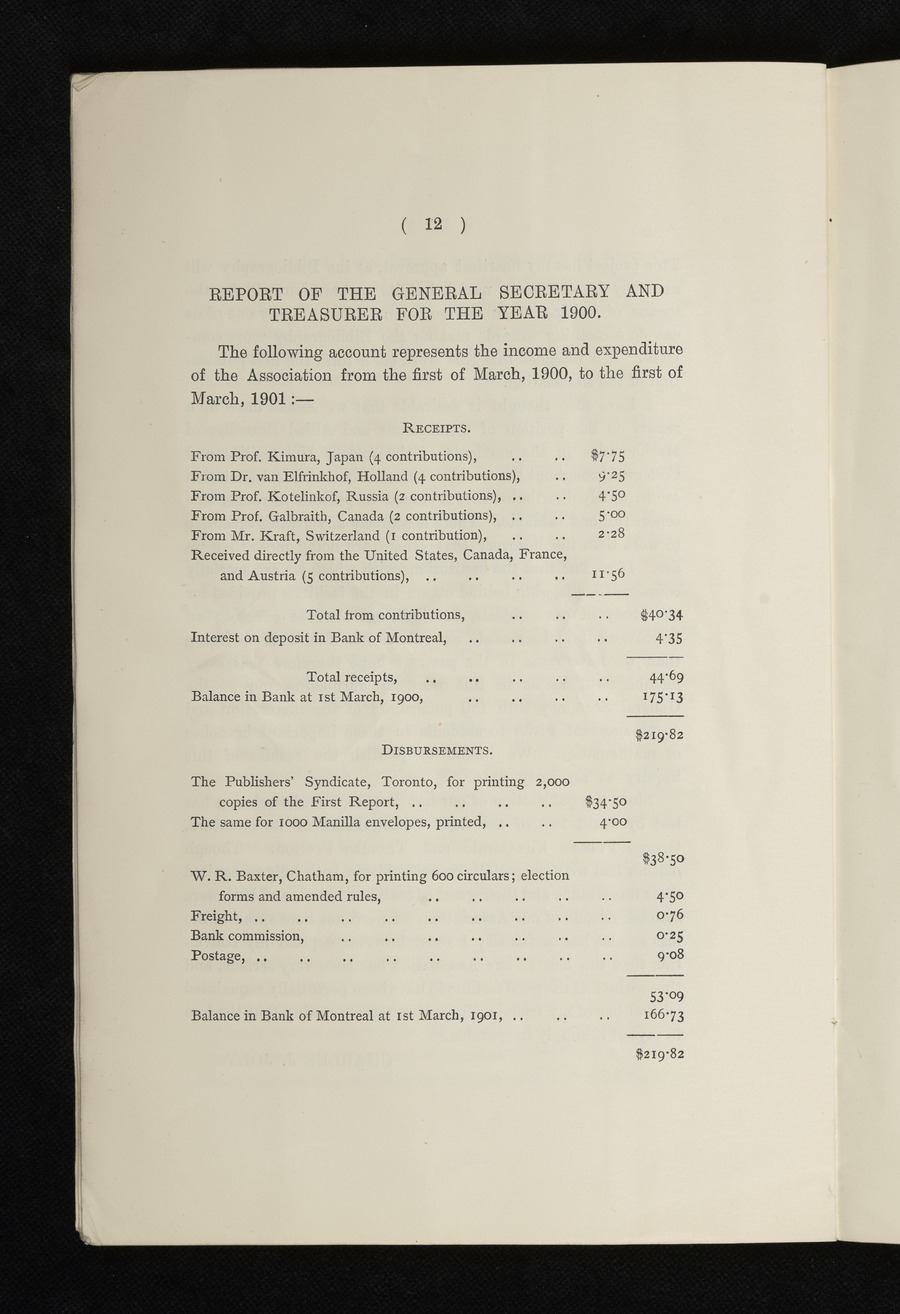 ( 12 )
REPORT OF THE GENERAL SECRETARY AND
TREASURER FOR THE YEAR 1900.
The following account represents the income and expenditure
of the Association from the first of March, 1900, to the first of
March, 1901 :—
RECEIPTS.
From Prof. Kimura, Japan (4 contributions), .. .. $7·75
From Dr. van Elfrinkhof, Holland (4 contributions), .. 9·25
From Prof. Kotelinkof, Russia (2 contributions), .. .. 4·50
From Prof. Galbraith, Canada (2 contributions), .. .. 5·00
From Mr. Kraft, Switzerland (1 contribution), .. .. 2·28
Received directly from the United States, Canada, France,
and Austria (5 contributions), .. .. .. .. 11·56
Total from contributions, .. .. .. $40·34
Interest on deposit in Bank of Montreal, .. .. .. .. 4·35
Total receipts, .. .. .. .. .. 44·69
Balance in Bank at 1st March, 1900, .. .. .. .. 175·13
$219·82
DISBURSEMENTS.
The Publishers' Syndicate, Toronto, for printing 2,000
copies of the First Report, .. .. .. .. $34·50
The same for 1000 Manilla envelopes, printed, .. .. 4·00
$38·50
W. R. Baxter, Chatham, for printing 600 circulars; election
forms and amended rules, .. .. .. .. .. 4·50
Freight, .. .. .. .. .. .. .. .. .. 0·76
Bank commission, .. .. .. .. .. .. .. 0·25
Postage, .. .. .. .. .. .. .. .. .. 9·08
53·09
Balance in Bank of Montreal at 1st March, 1901, .. .. .. 166·73
$219·82